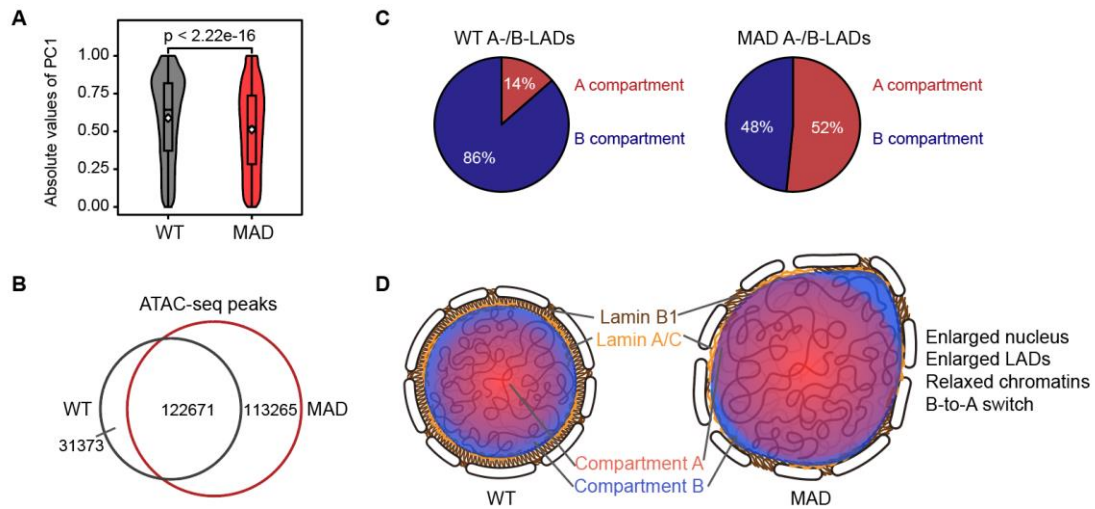 A
p < 2.22e-16
Absolute values of PC1
1.00
0.75
0.50
0.25
0.00
WT
MAD
B
ATAC-seq peaks
WT
122671
113265
MAD
31373
C
WT A-/B-LADs
14%
86%
A compartment
B compartment
MAD A-/B-LADs
48%
52%
A compartment
B compartment
D
Lamin B1
Lamin A/C
Compartment A
Compartment B
WT
MAD
Enlarged nucleus
Enlarged LADs
Relaxed chromatins
B-to-A switch